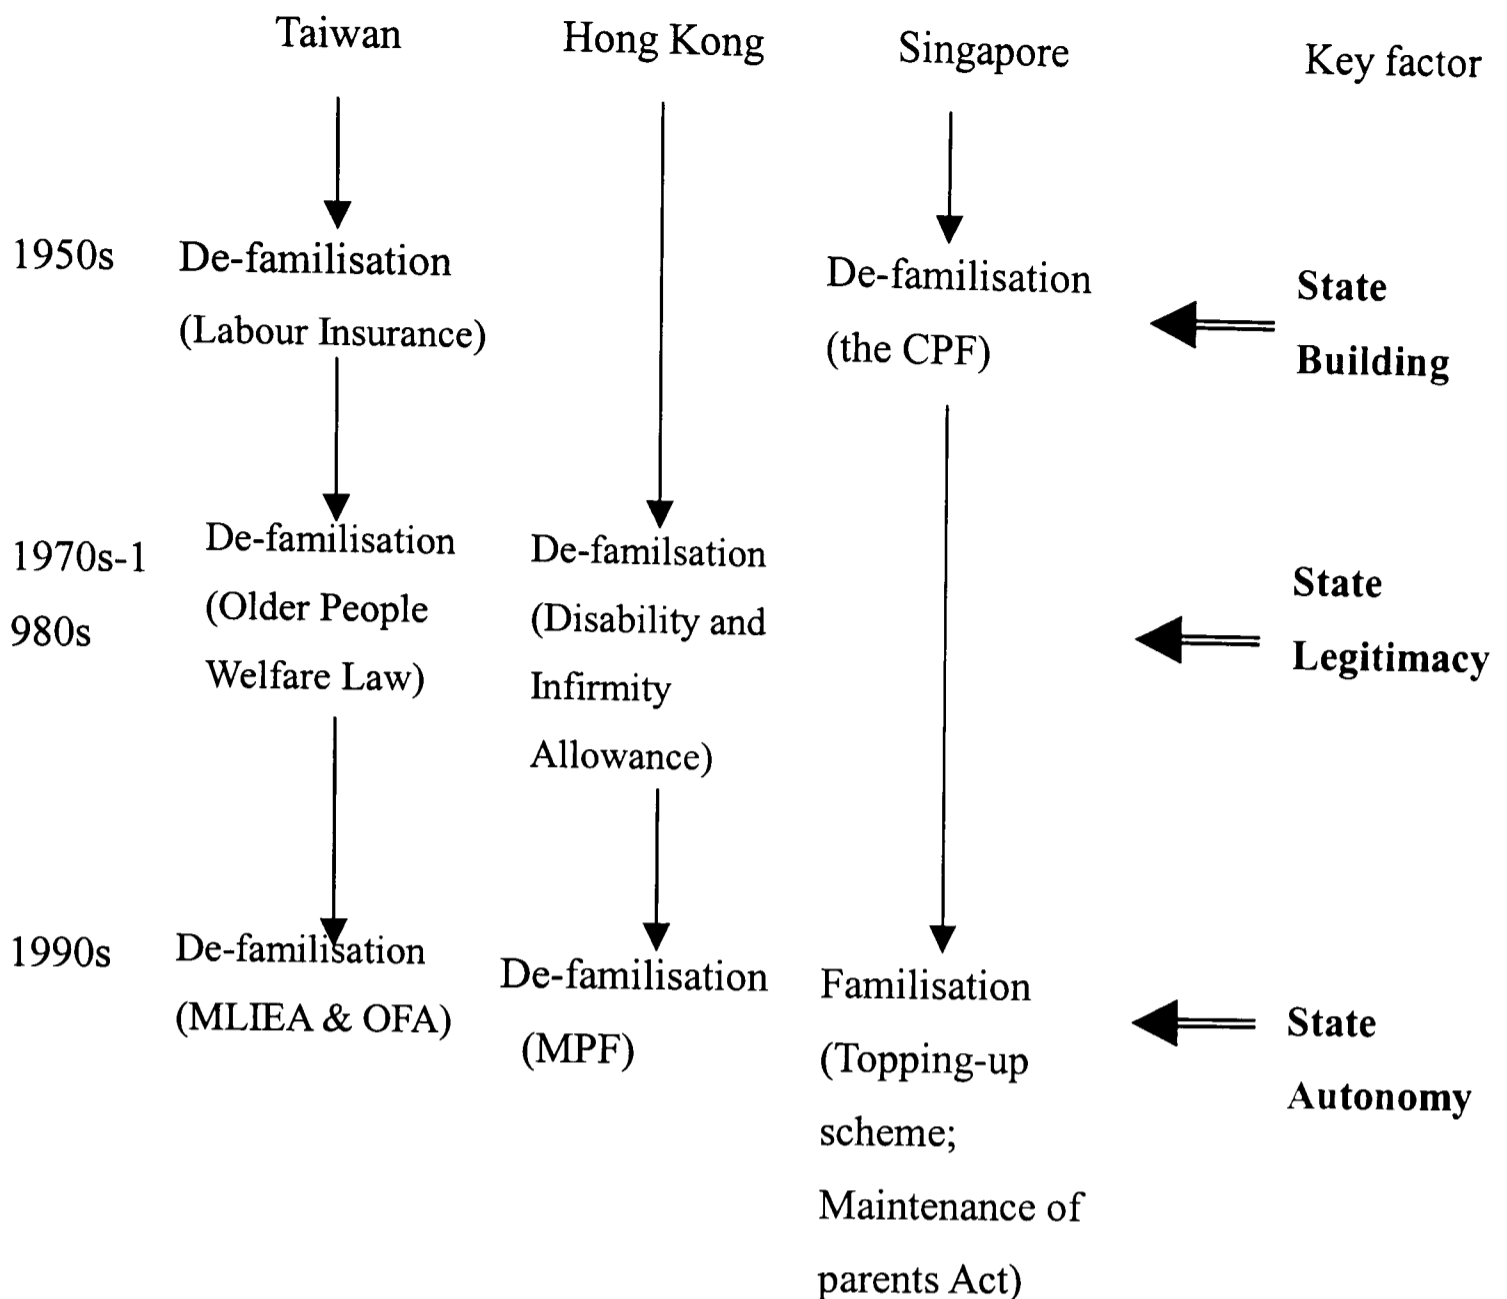 Taiwan Hong Kong Singapore Key factor
1950s De-familisation De-familisation State
(Labour Insurance) (the CPF) Building
1970s-1 De-familisation De-familsation State
(Older People (Disability and
980s Legitimacy
Welfare Law) Infirmity
Allowance)
1990s De-familisation De-familisation Familisation State
(MLIEA & OFA) (MPF) (Topping-up
Autonomy
scheme;
Maintenance of
parents Act)